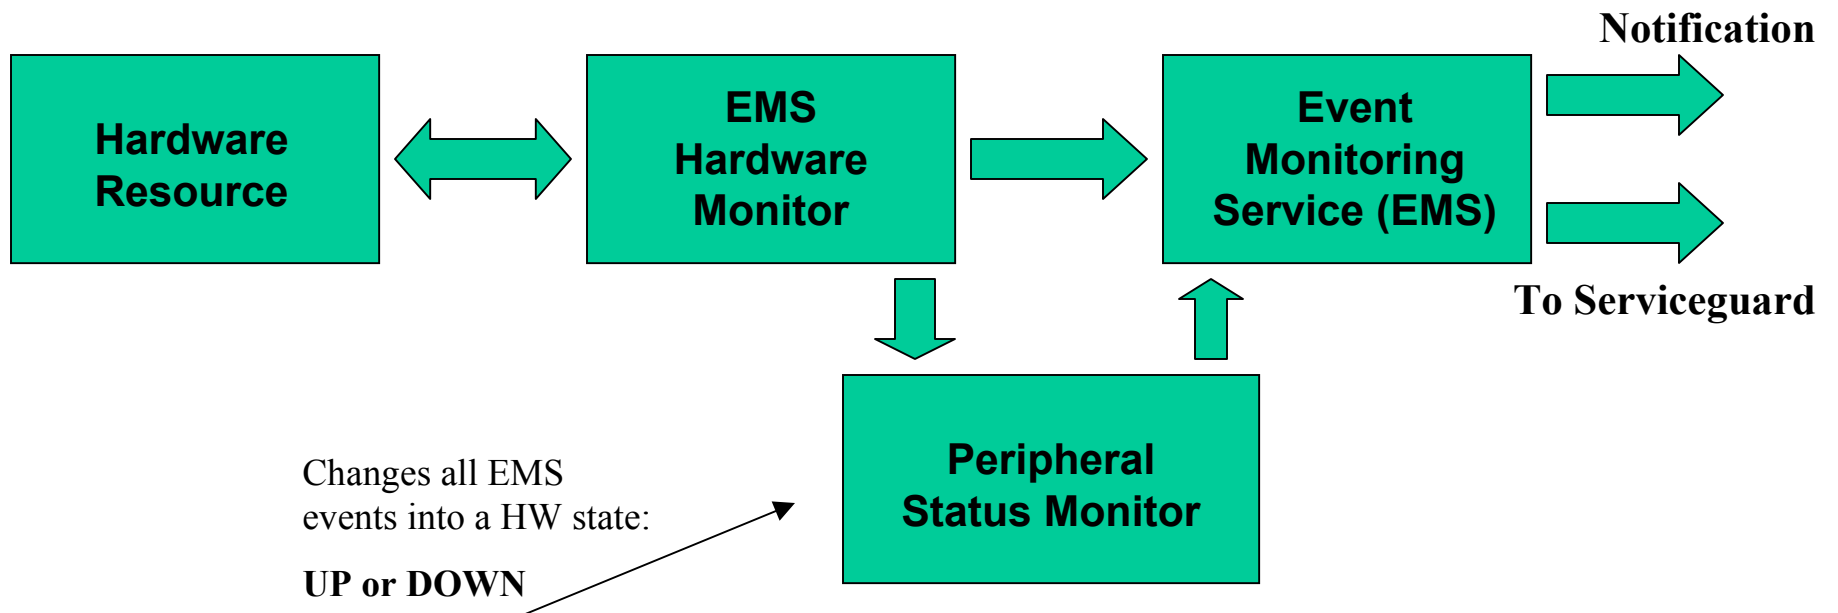 Notification
Hardware
Resource
EMS
Hardware
Monitor
Event
Monitoring
Service (EMS)
To Serviceguard
Peripheral
Status Monitor
Changes all EMS
events into a HW state:
UP or DOWN